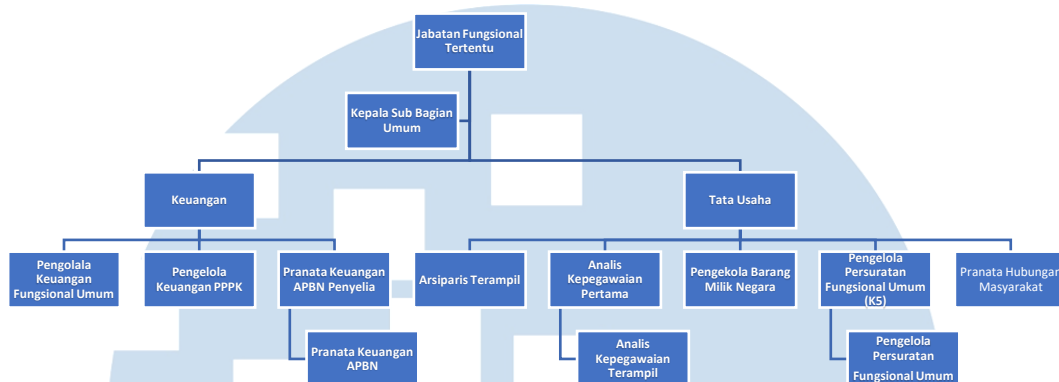 Jabatan Fungsional
Tertentu
Kepala Sub Bagian
Umum
Keuangan
Tata Usaha
Pengolala
Keuangan
Fungsional Umum
Pengelola
Keuangan PPPK
Pranata Keuangan
APBN Penyelia
Arsiparis Terampil
Analis
Kepegawaian
Pertama
Pengekola Barang
Milik Negara
Pengelola
Persuratan
Fungsional Umum
(K5)
Pranata Hubungan
Masyarakat
Pranata Keuangan
APBN
Analis
Kepegawaian
Terampil
Pengelola
Persuratan
Fungsional Umum